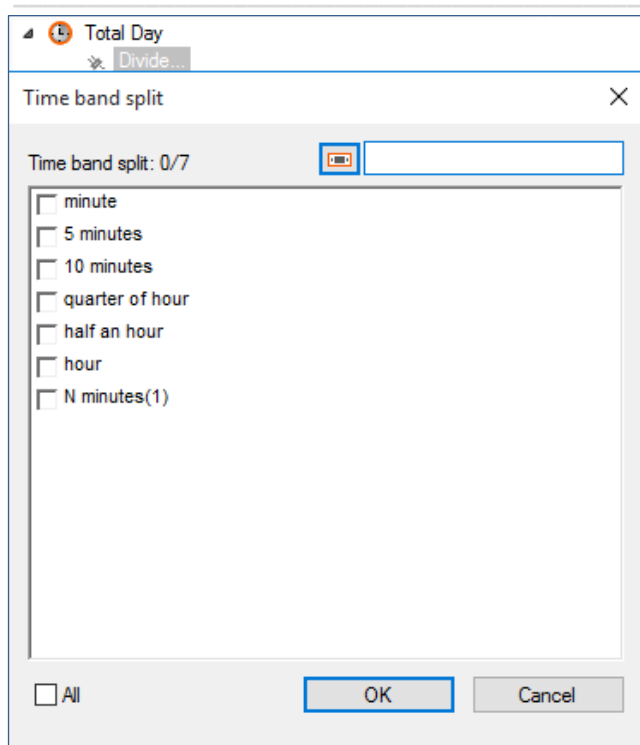 Total Day
Divide...
Time band split
Time band split: 0/7
minute
5 minutes
10 minutes
quarter of hour
half an hour
hour
N minutes(1)
All
OK
Cancel